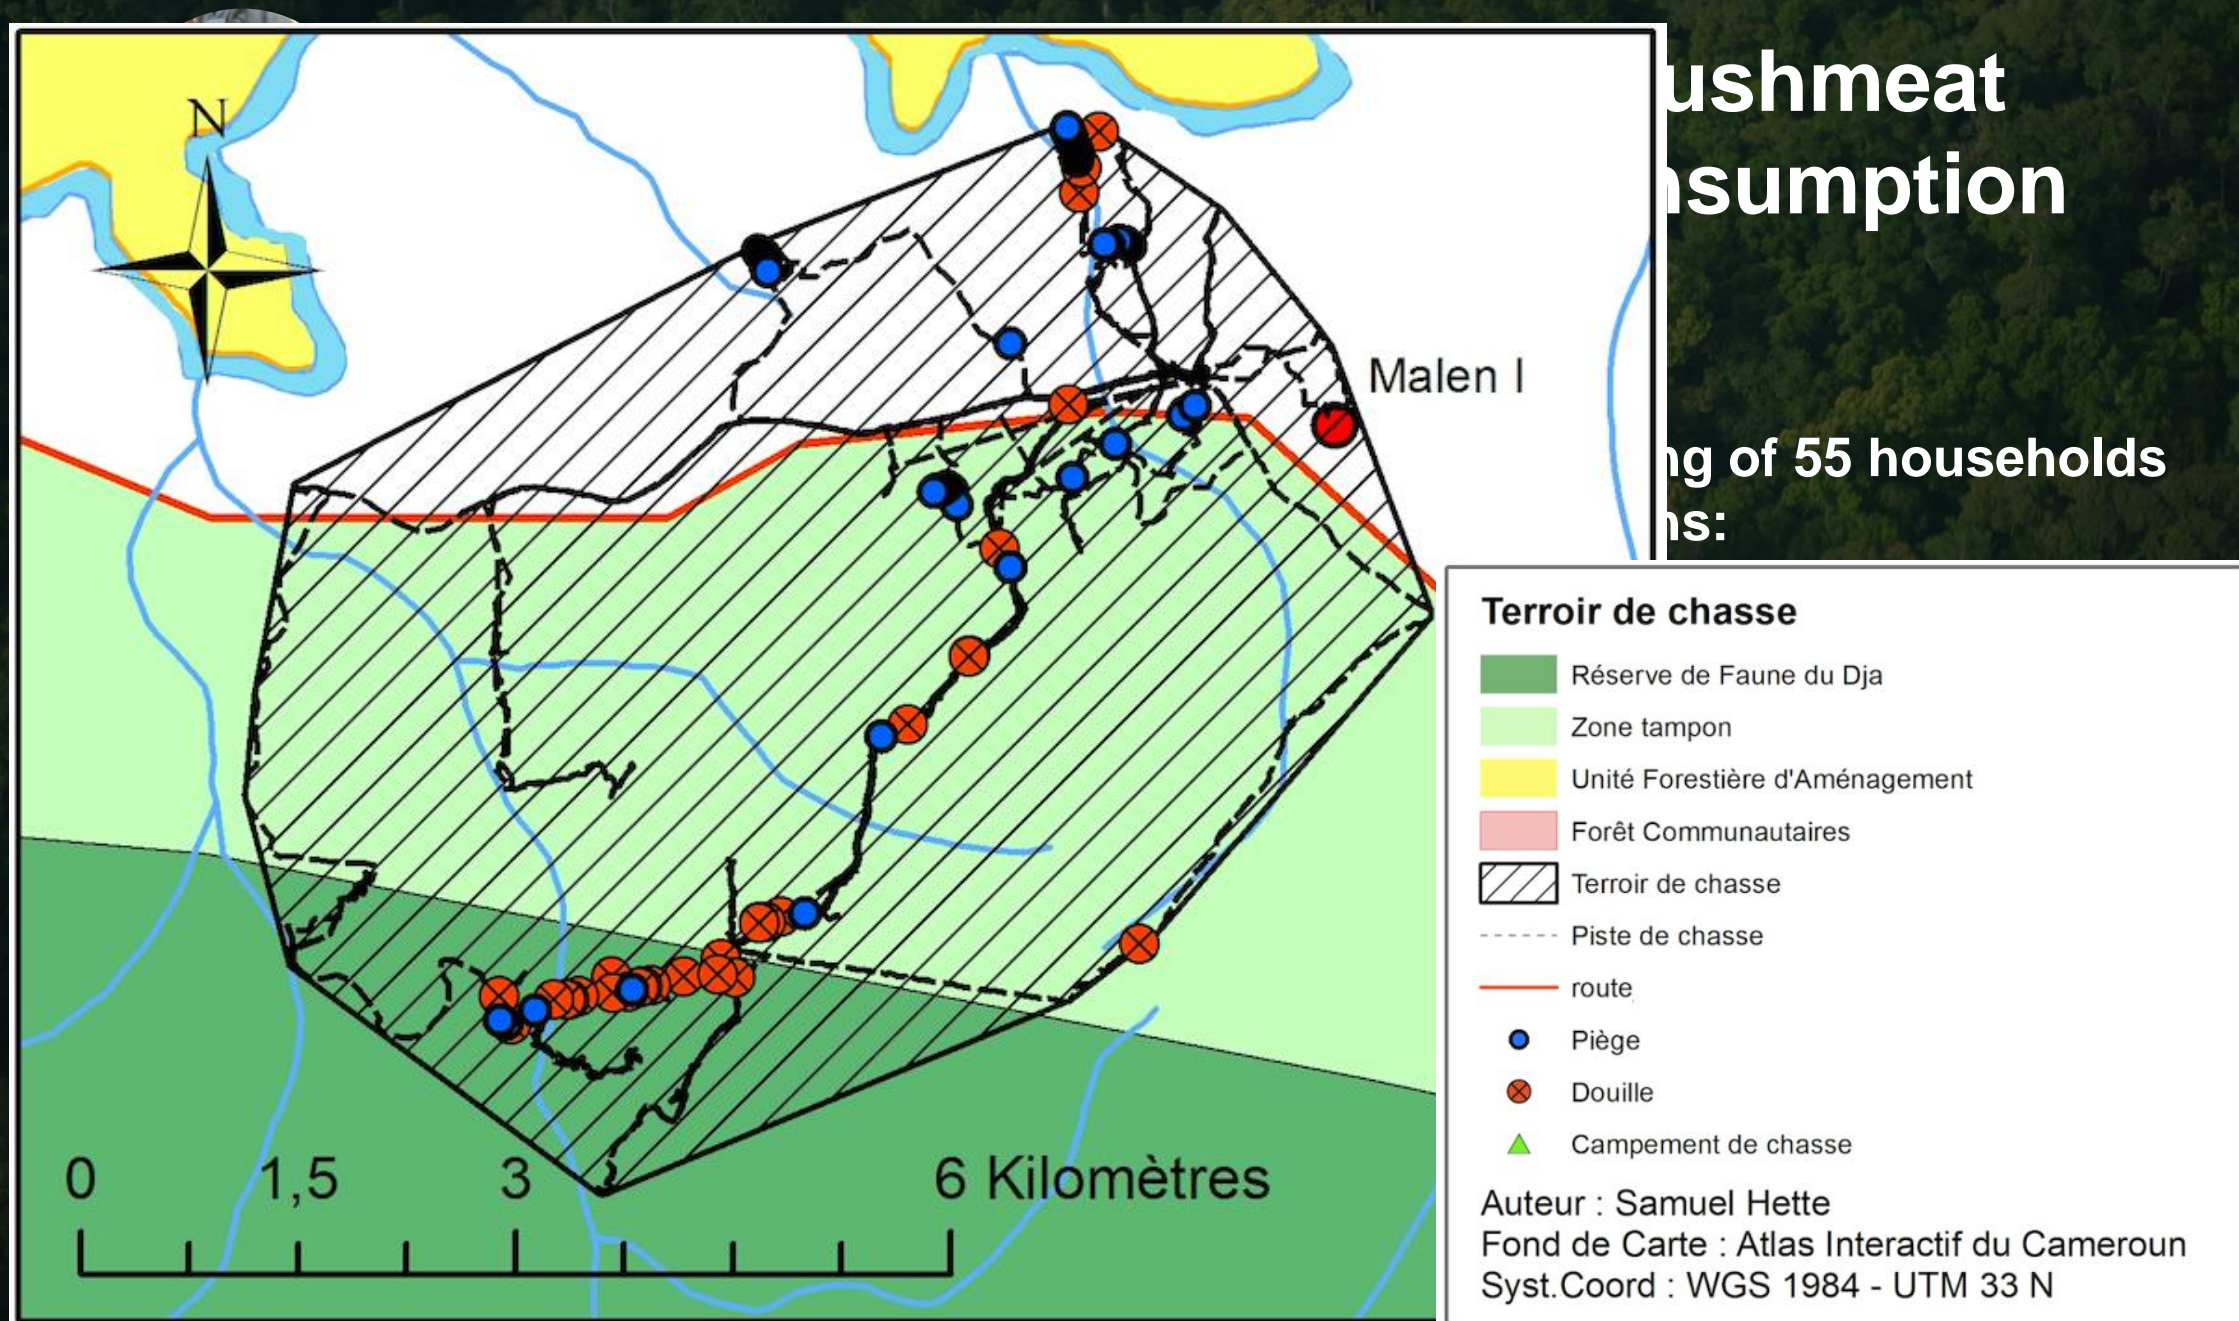 ushmeat
nsumption
N
Malen I
ng of 55 households
ns:
Terroir de chasse
Réserve de Faune du Dja
Zone tampon
Unité Forestière d'Aménagement
Forêt Communautaires
Terroir de chasse
Piste de chasse
route
Piège
Douille
Campement de chasse
0 1,5 3 6 Kilomètres
Auteur : Samuel Hette
Fond de Carte : Atlas Interactif du Cameroun
Syst.Coord : WGS 1984 - UTM 33 N